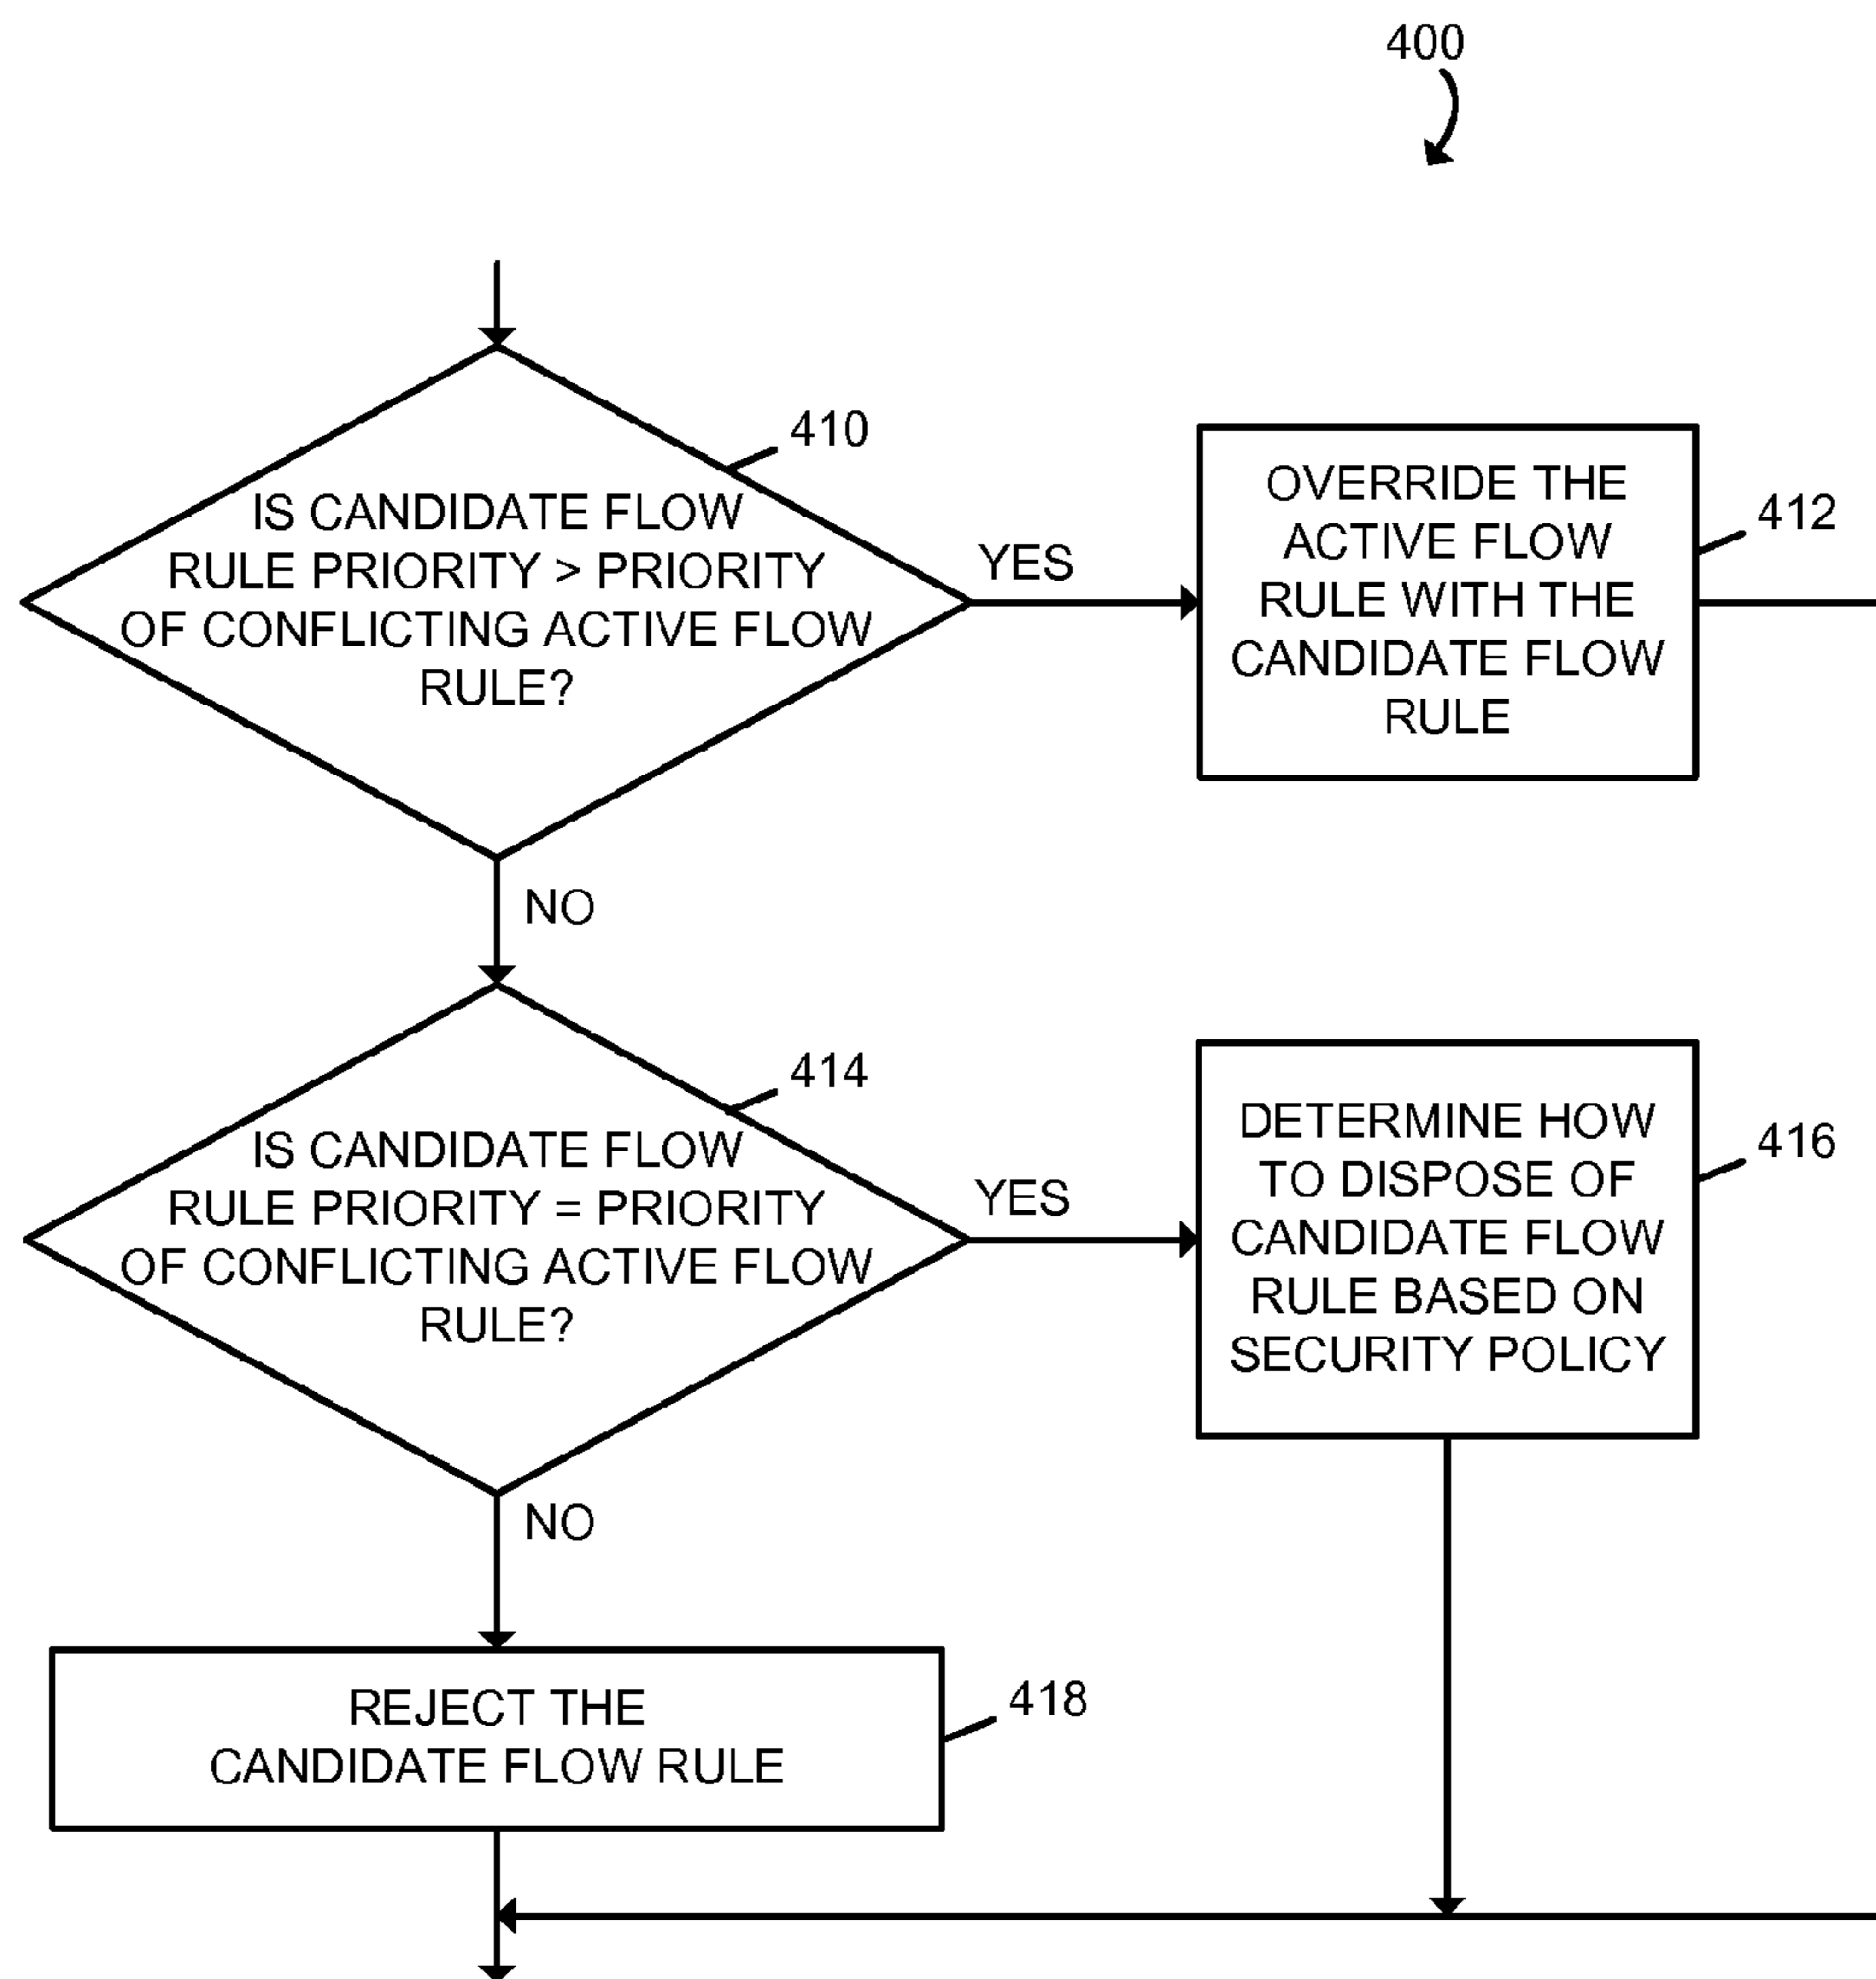 400
410
IS CANDIDATE FLOW
RULE PRIORITY > PRIORITY
OF CONFLICTING ACTIVE FLOW
RULE?
YES
OVERRIDE THE
ACTIVE FLOW
RULE WITH THE
CANDIDATE FLOW
RULE
412
NO
414
IS CANDIDATE FLOW
RULE PRIORITY = PRIORITY
OF CONFLICTING ACTIVE FLOW
RULE?
YES
DETERMINE HOW
TO DISPOSE OF
CANDIDATE FLOW
RULE BASED ON
SECURITY POLICY
416
NO
REJECT THE
CANDIDATE FLOW RULE
418